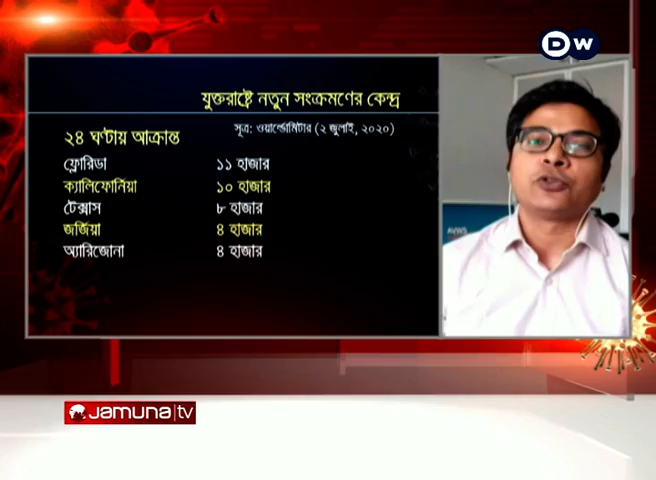 DW
যুক্তরাষ্ট্রে নতুন সংক্রমণের কেন্দ্র
সূত্র: ওয়ার্ল্ডোমিটার (২ জুলাই, ২০২০)
২৪ ঘণ্টায় আক্রান্ত
ফ্লোরিডা ১১ হাজার
ক্যালিফোর্নিয়া ১০ হাজার
টেক্সাস ৮ হাজার
জর্জিয়া ৪ হাজার
অ্যারিজোনা ৪ হাজার
JAMUNA|TV